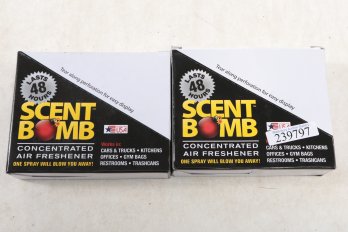 LASTS
48
HOURS
Tear along perforation for easy display
SCENT
BOMB
USA
CONCENTRATED
AIR FRESHENER
ONE SPRAY WILL BLOW YOU AWAY!
Works in:
CARS & TRUCKS • KITCHENS
OFFICES • GYM BAGS
RESTROOMS • TRASHCANS
LASTS
48
HOURS
Tear along perforation for easy display
SCENT
BOMB
239797
CONCENTRATED
AIR FRESHENER
ONE SPRAY WILL BLOW YOU AWAY!
CARS & TRUCKS • KITCHENS
OFFICES • GYM BAGS
RESTROOMS • TRASHCANS